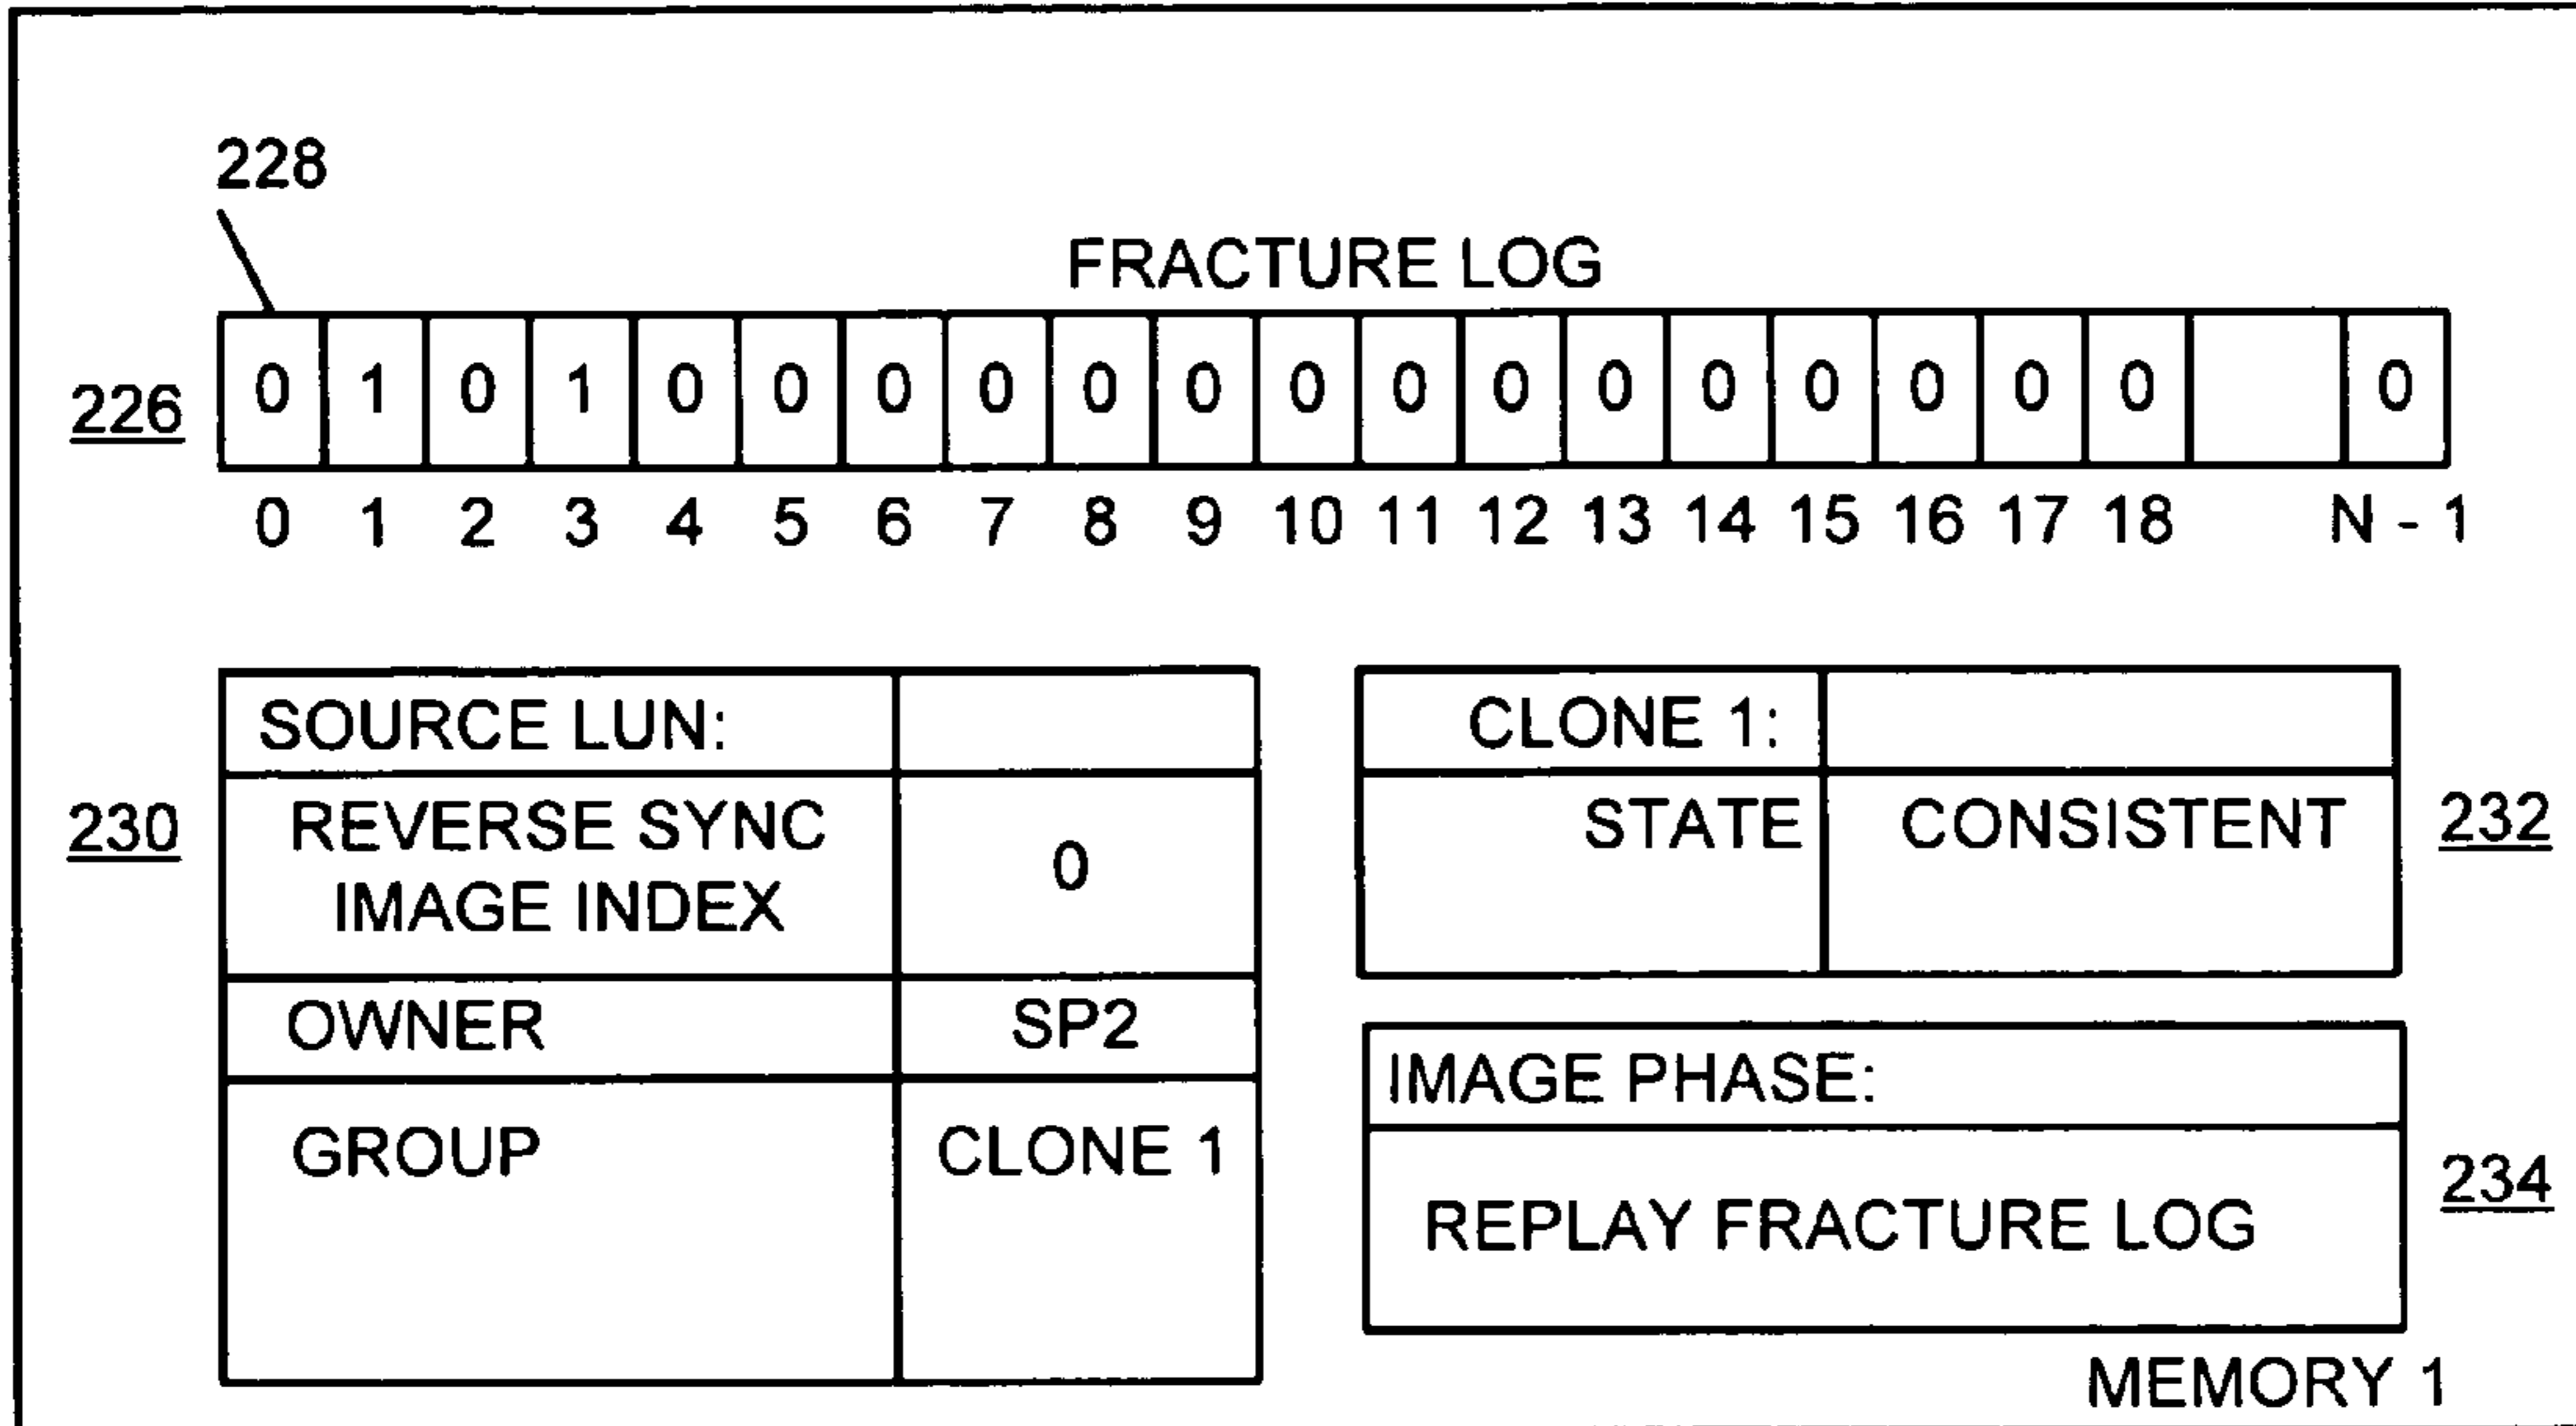 228
FRACTURE LOG
226 0 1 0 1 0 0 0 0 0 0 0 0 0 0 0 0 0 0 0 0
0 1 2 3 4 5 6 7 8 9 10 11 12 13 14 15 16 17 18 N - 1
230
SOURCE LUN:
REVERSE SYNC
IMAGE INDEX
0
OWNER SP2
GROUP CLONE 1
CLONE 1:
STATE CONSISTENT
232
IMAGE PHASE:
REPLAY FRACTURE LOG
234
MEMORY 1